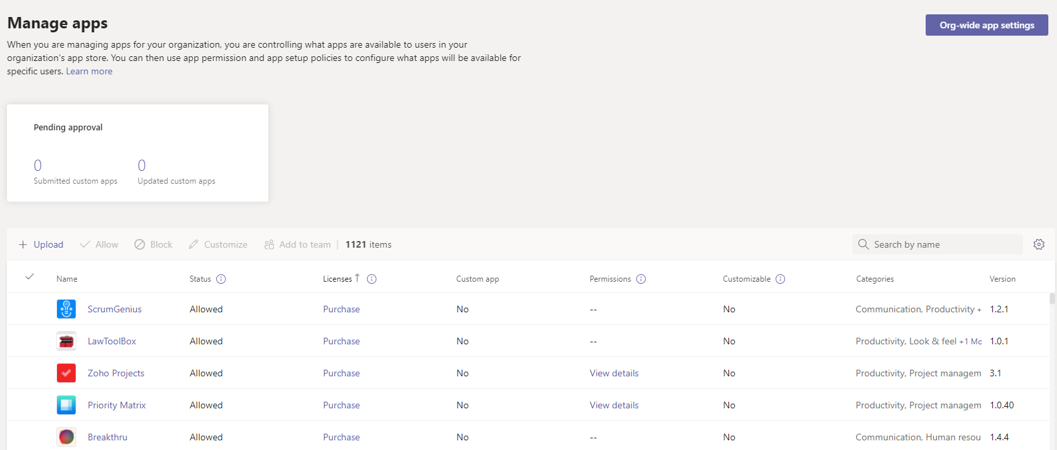 Manage apps
Org-wide app settings
When you are managing apps for your organization, you are controlling what apps are available to users in your
organization's app store. You can then use app permission and app setup policies to configure what apps will be available for
specific users. Learn more
Pending approval
0 0
Submitted custom apps Updated custom apps
+ Upload Allow Block Customize Add to team | 1121 items Search by name
Name Status Licenses ↑ Custom app Permissions Customizable Categories Version
ScrumGenius Allowed Purchase No -- No Communication, Productivity + 1.2.1
LawToolBox Allowed Purchase No -- No Productivity, Look & feel +1 Mo 1.0.1
Zoho Projects Allowed Purchase No View details No Productivity, Project managem 3.1
Priority Matrix Allowed Purchase No View details No Productivity, Project managem 1.0.40
Breakthru Allowed Purchase No -- No Communication, Human resou 1.4.4